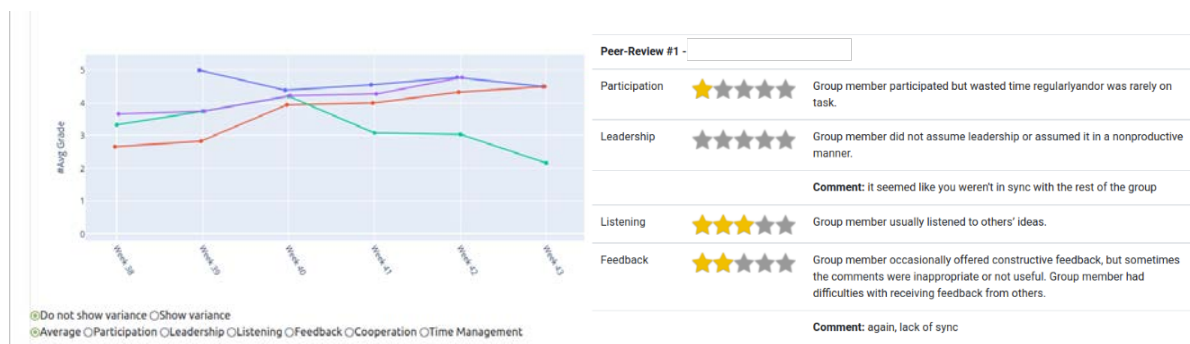 #Avg Grade
5
4
3
2
1
0
Week 38
Week 39
Week 40
Week 41
Week 42
Week 43
Do not show variance Show variance
Average Participation Leadership Listening Feedback Cooperation Time Management
Peer-Review #1 -
Participation
Group member participated but wasted time regularlyandor was rarely on
task.
Leadership
Group member did not assume leadership or assumed it in a nonproductive
manner.
Comment: it seemed like you weren't in sync with the rest of the group
Listening
Group member usually listened to others' ideas.
Feedback
Group member occasionally offered constructive feedback, but sometimes
the comments were inappropriate or not useful. Group member had
difficulties with receiving feedback from others.
Comment: again, lack of sync